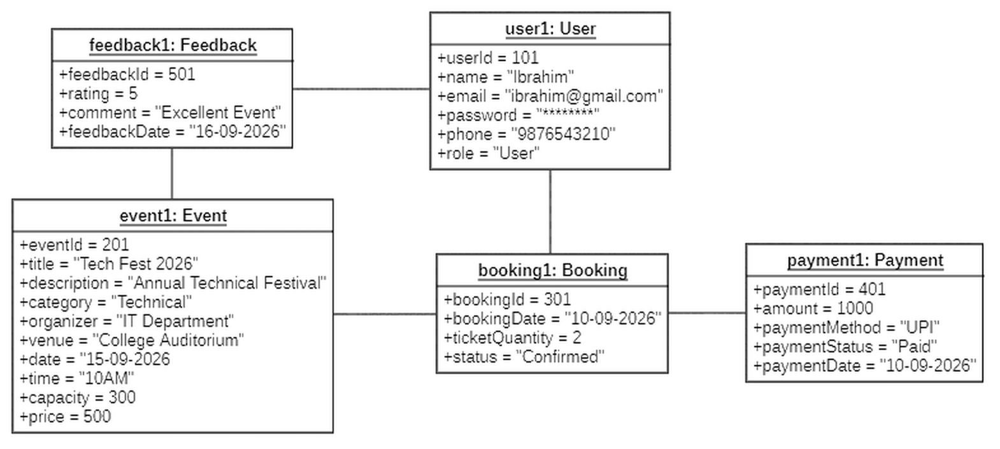 feedback1: Feedback
+feedbackId = 501
+rating = 5
+comment = "Excellent Event"
+feedbackDate = "16-09-2026"
user1: User
+userId = 101
+name = "Ibrahim"
+email = "ibrahim@gmail.com"
+password = "********"
+phone = "9876543210"
+role = "User"
event1: Event
+eventId = 201
+title = "Tech Fest 2026"
+description = "Annual Technical Festival"
+category = "Technical"
+organizer = "IT Department"
+venue = "College Auditorium"
+date = "15-09-2026
+time = "10AM"
+capacity = 300
+price = 500
booking1: Booking
+bookingId = 301
+bookingDate = "10-09-2026"
+ticketQuantity = 2
+status = "Confirmed"
payment1: Payment
+paymentId = 401
+amount = 1000
+paymentMethod = "UPI"
+paymentStatus = "Paid"
+paymentDate = "10-09-2026"